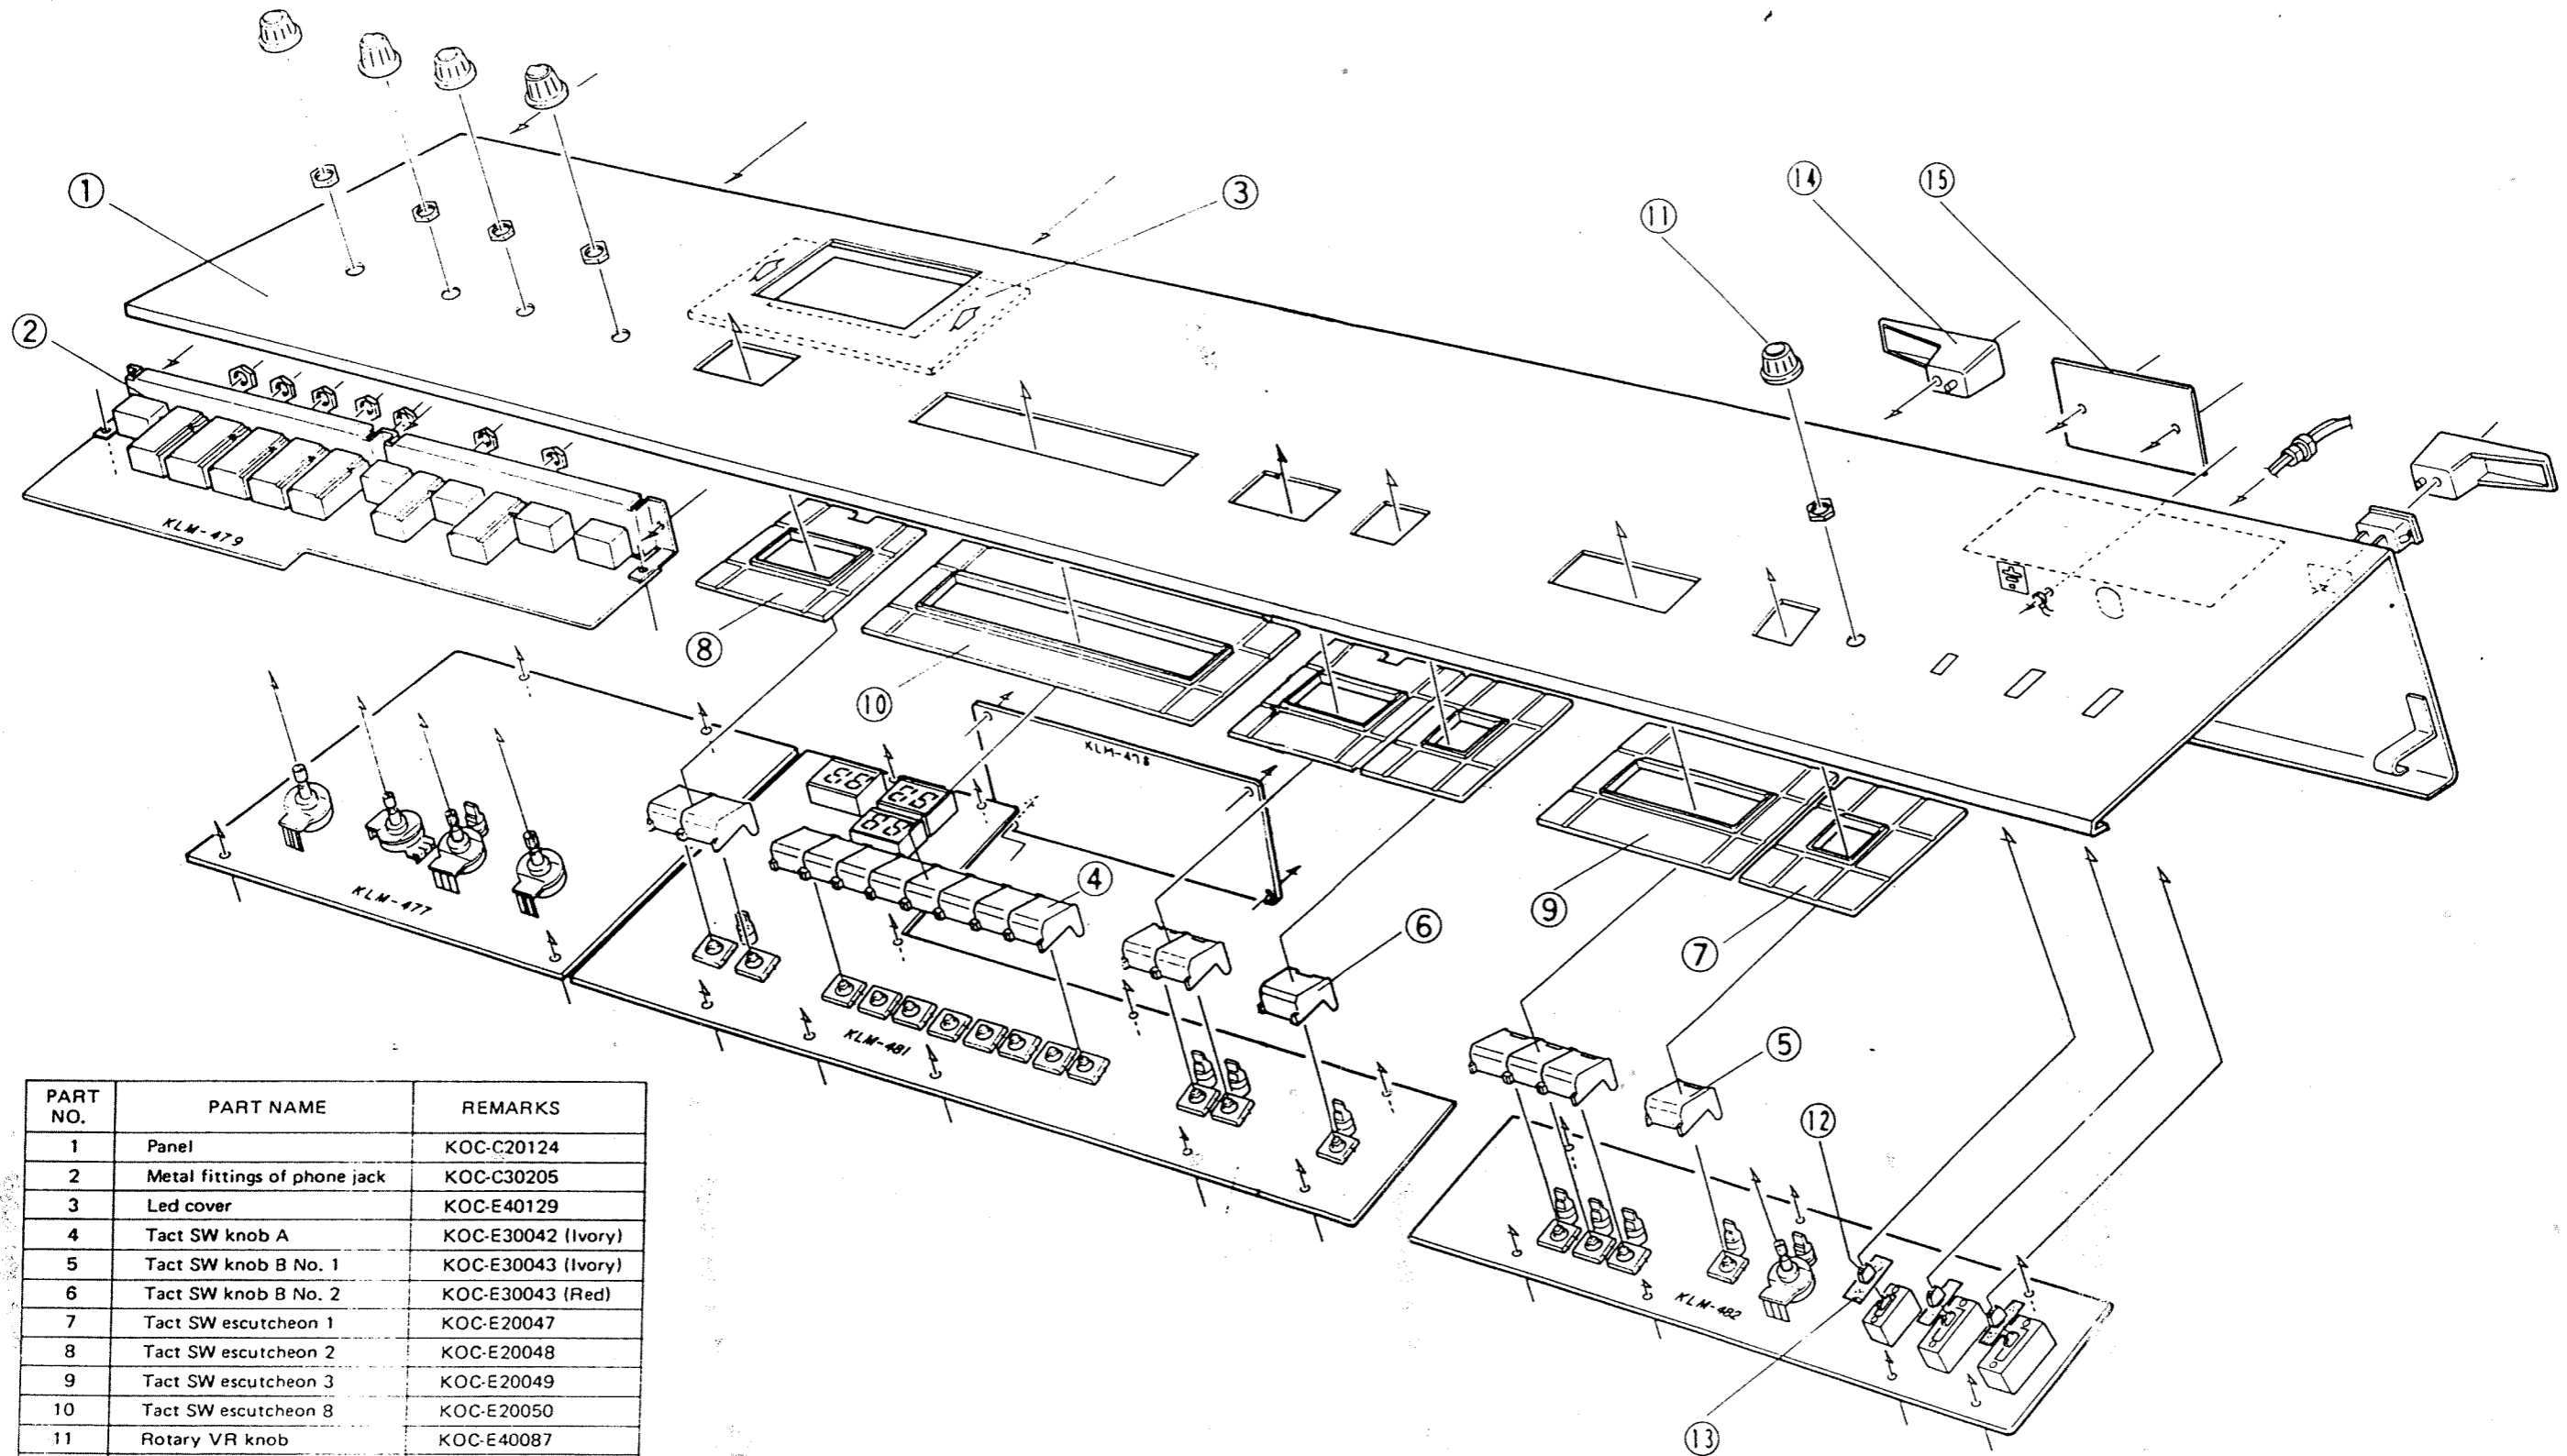 ① ③ ⑭ ⑮ ⑪
②
KLM-479
⑧
⑩
KLM-478
KLM-477
④
⑨
⑥
⑦
KLM-481
⑤
⑫
KLM-482
⑬
PART NO. PART NAME REMARKS
1 Panel KOC-C20124
2 Metal fittings of phone jack KOC-C30205
3 Led cover KOC-E40129
4 Tact SW knob A KOC-E30042 (Ivory)
5 Tact SW knob B No. 1 KOC-E30043 (Ivory)
6 Tact SW knob B No. 2 KOC-E30043 (Red)
7 Tact SW escutcheon 1 KOC-E20047
8 Tact SW escutcheon 2 KOC-E20048
9 Tact SW escutcheon 3 KOC-E20049
10 Tact SW escutcheon 8 KOC-E20050
11 Rotary VR knob KOC-E40087